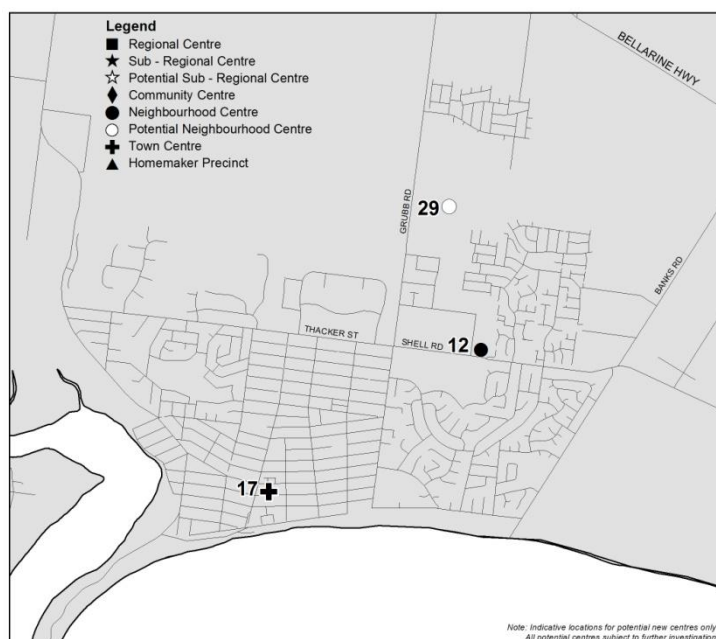 Legend
Regional Centre
Sub - Regional Centre
Potential Sub - Regional Centre
Community Centre
Neighbourhood Centre
Potential Neighbourhood Centre
Town Centre
Homemaker Precinct
BELLARINE HWY
29
GRUBB RD
BANKS RD
THACKER ST
SHELL RD
12
17
Note: Indicative locations for potential new centres only
All potential centres subject to further investigation